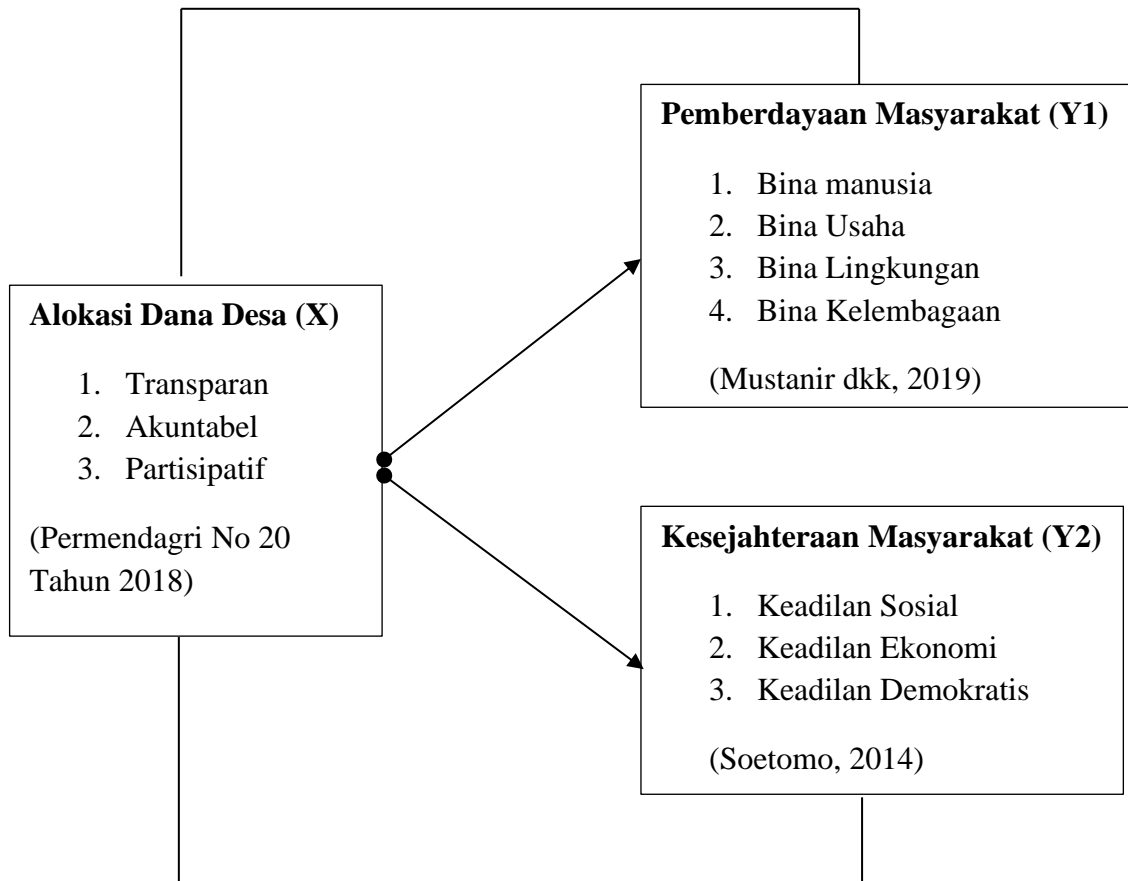 Pemberdayaan Masyarakat (Y1)
1. Bina manusia
2. Bina Usaha
3. Bina Lingkungan
4. Bina Kelembagaan
(Mustanir dkk, 2019)
Alokasi Dana Desa (X)
1. Transparan
2. Akuntabel
3. Partisipatif
(Permendagri No 20
Tahun 2018)
Kesejahteraan Masyarakat (Y2)
1. Keadilan Sosial
2. Keadilan Ekonomi
3. Keadilan Demokratis
(Soetomo, 2014)